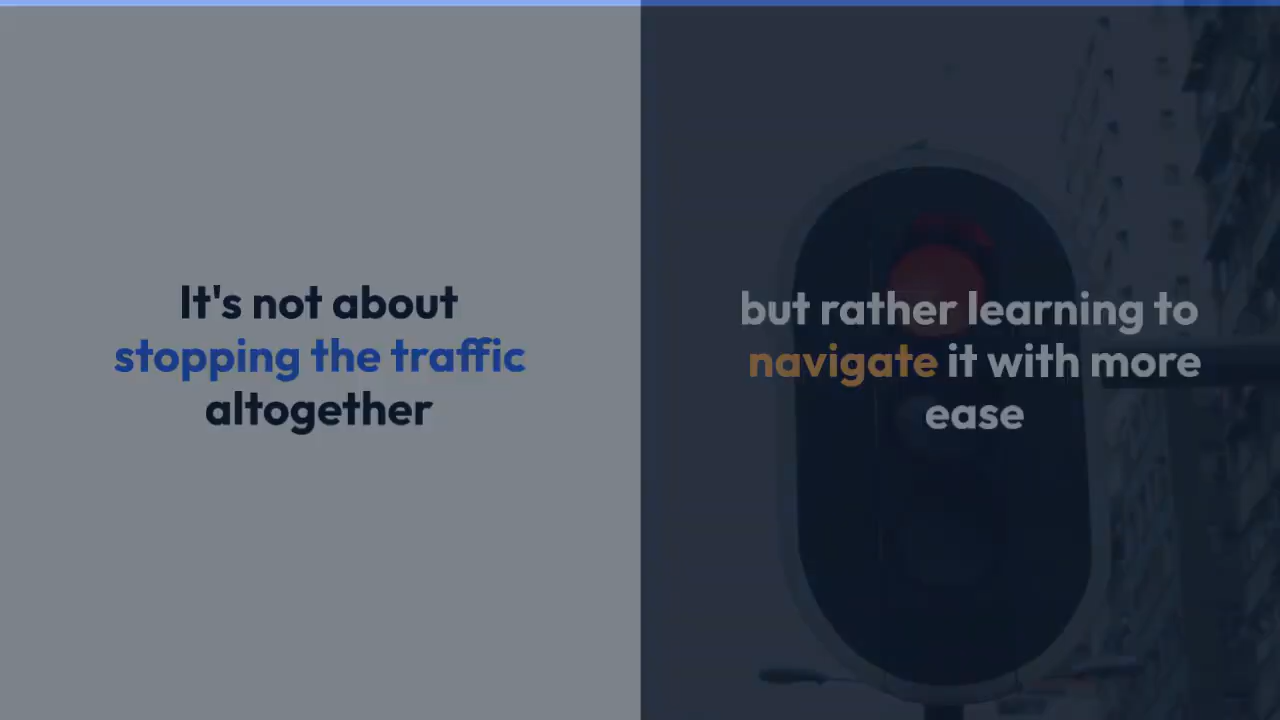 It's not about
stopping the traffic
altogether
but rather learning to
navigate it with more
ease